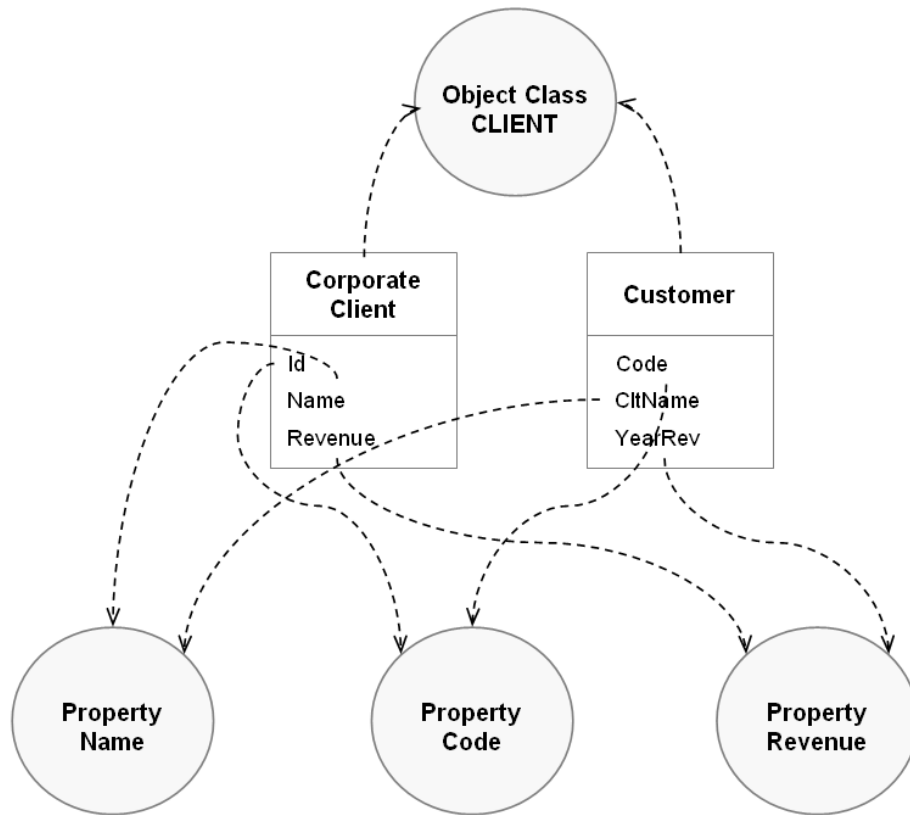 Object Class
CLIENT
Corporate
Client
Id
Name
Revenue
Customer
Code
CltName
YearRev
Property
Name
Property
Code
Property
Revenue